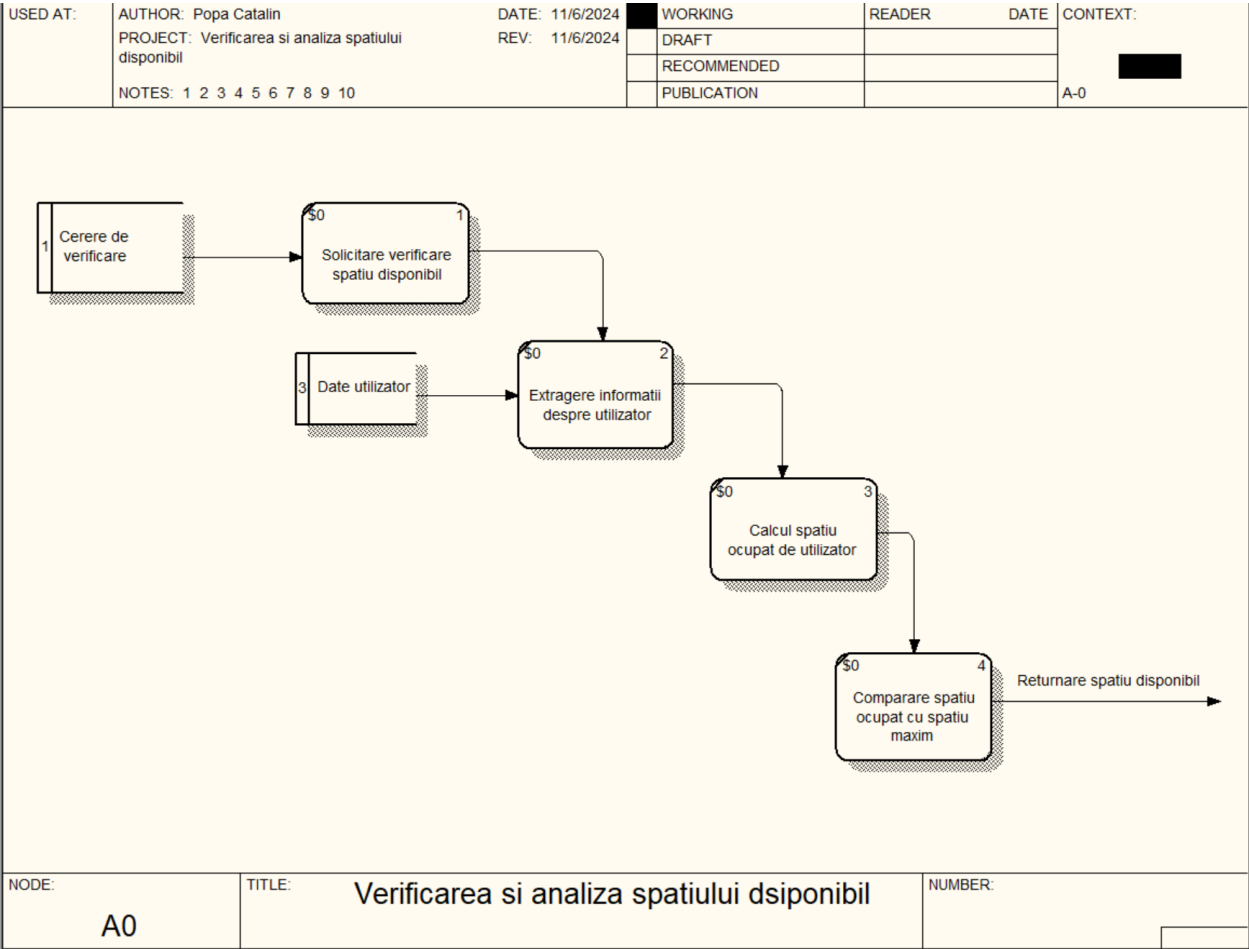 USED AT:
AUTHOR: Popa Catalin
DATE: 11/6/2024
WORKING
READER
DATE
CONTEXT:
PROJECT: Verificarea si analiza spatiului
disponibil
REV: 11/6/2024
DRAFT
RECOMMENDED
NOTES: 1 2 3 4 5 6 7 8 9 10
PUBLICATION
A-0
1
Cerere de
verificare
$0
1
Solicitare verificare
spatiu disponibil
3
Date utilizator
$0
2
Extragere informatii
despre utilizator
$0
3
Calcul spatiu
ocupat de utilizator
$0
4
Comparare spatiu
ocupat cu spatiu
maxim
Returnare spatiu disponibil
NODE:
A0
TITLE:
Verificarea si analiza spatiului dsiponibil
NUMBER: